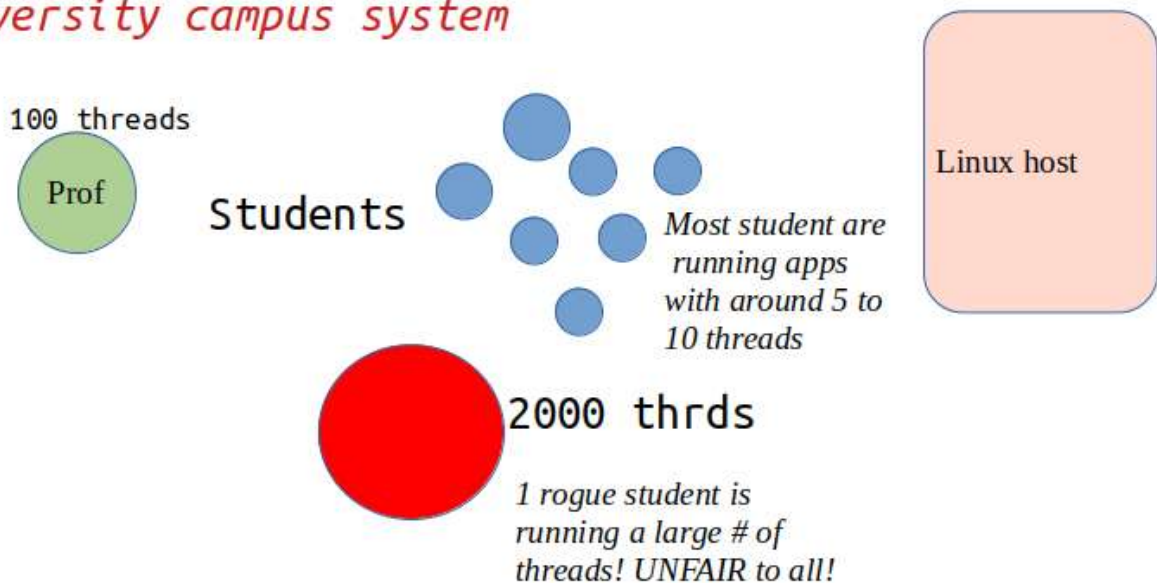 versity campus system
100 threads
Prof
Students
Linux host
Most student are
running apps
with around 5 to
10 threads
2000 thrds
1 rogue student is
running a large # of
threads! UNFAIR to all!